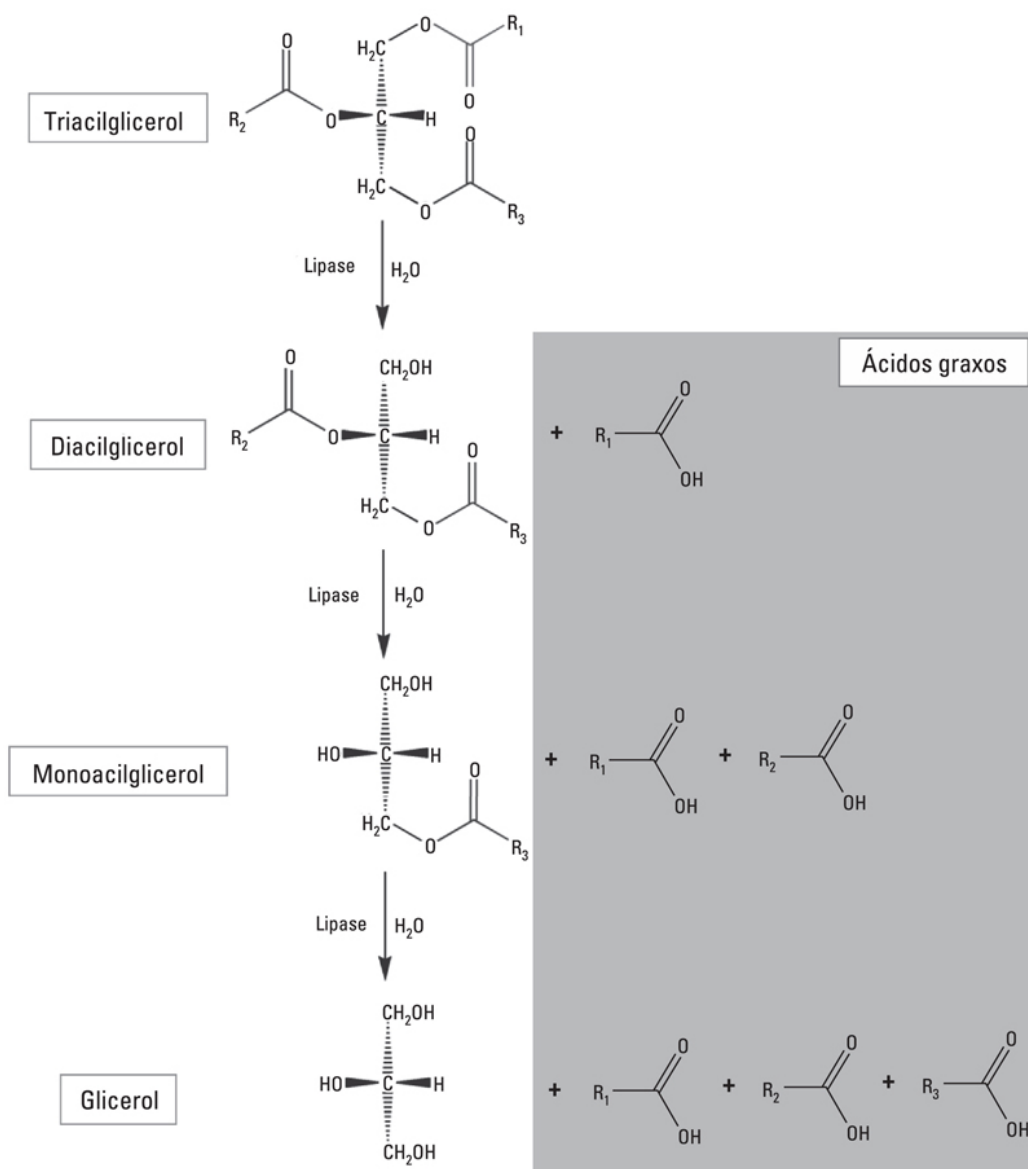 O
H₂C
O
R₁
O
Triacilglicerol
O
R₂
O
C
H
O
H₂C
O
R₃
Lipase
H₂O
Ácidos graxos
Diacilglicerol
O
R₂
O
CH₂OH
C
H
O
H₂C
O
R₃
+
R₁
O
OH
Lipase
H₂O
Monoacilglicerol
CH₂OH
HO
C
H
O
H₂C
O
R₃
+
R₁
O
OH
+
R₂
O
OH
Lipase
H₂O
Glicerol
CH₂OH
HO
C
H
CH₂OH
+
R₁
O
OH
+
R₂
O
OH
+
R₃
O
OH